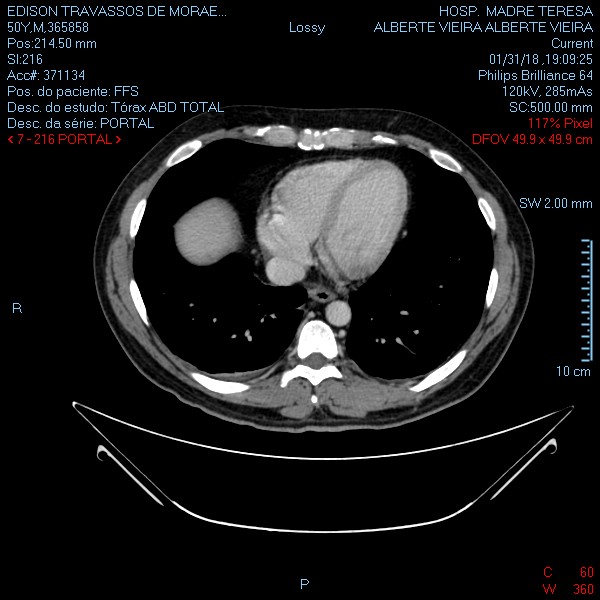 EDISON TRAVASSOS DE MORAE...
50Y,M,365858
Pos:214.50 mm
Sl:216
Acc#: 371134
Pos. do paciente: FFS
Desc. do estudo: Tórax ABD TOTAL
Desc. da série: PORTAL
< 7 - 216 PORTAL >
Lossy
HOSP. MADRE TERESA
ALBERTE VIEIRA ALBERTE VIEIRA
Current
01/31/18 ,19:09:25
Philips Brilliance 64
120kV, 285mAs
SC:500.00 mm
117% Pixel
DFOV 49.9 x 49.9 cm
SW 2.00 mm
R
10 cm
P
C 60
W 360